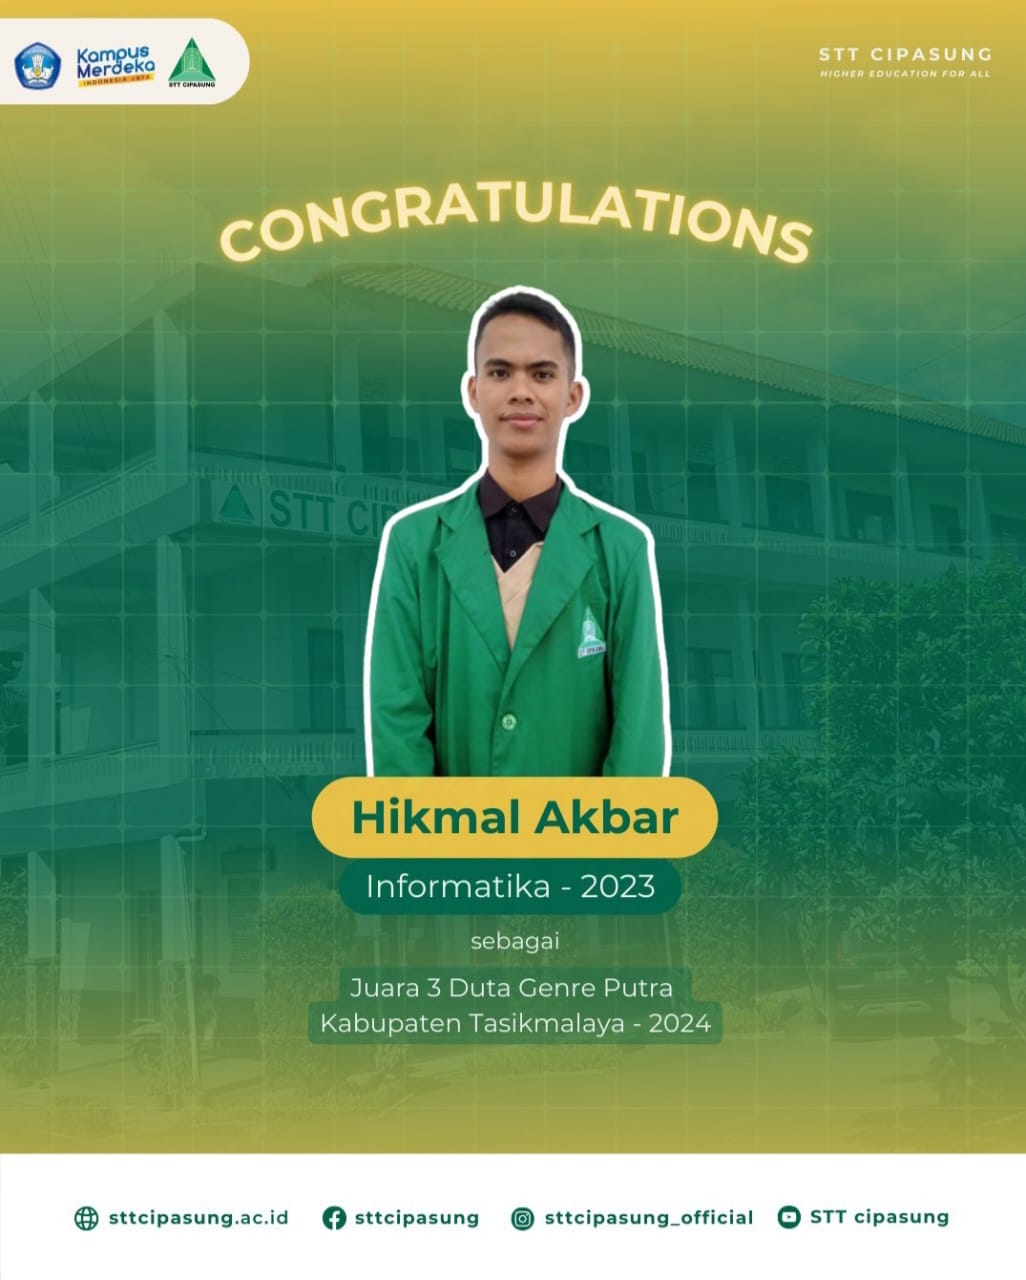 Kampus
Merdeka
INDONESIA JAYA
STT CIPASUNG
STT CIPASUNG
HIGHER EDUCATION FOR ALL
CONGRATULATIONS
STT CIP
Hikmal Akbar
Informatika - 2023
sebagai
Juara 3 Duta Genre Putra
Kabupaten Tasikmalaya - 2024
sttcipasung.ac.id
sttcipasung
sttcipasung_official
STT cipasung